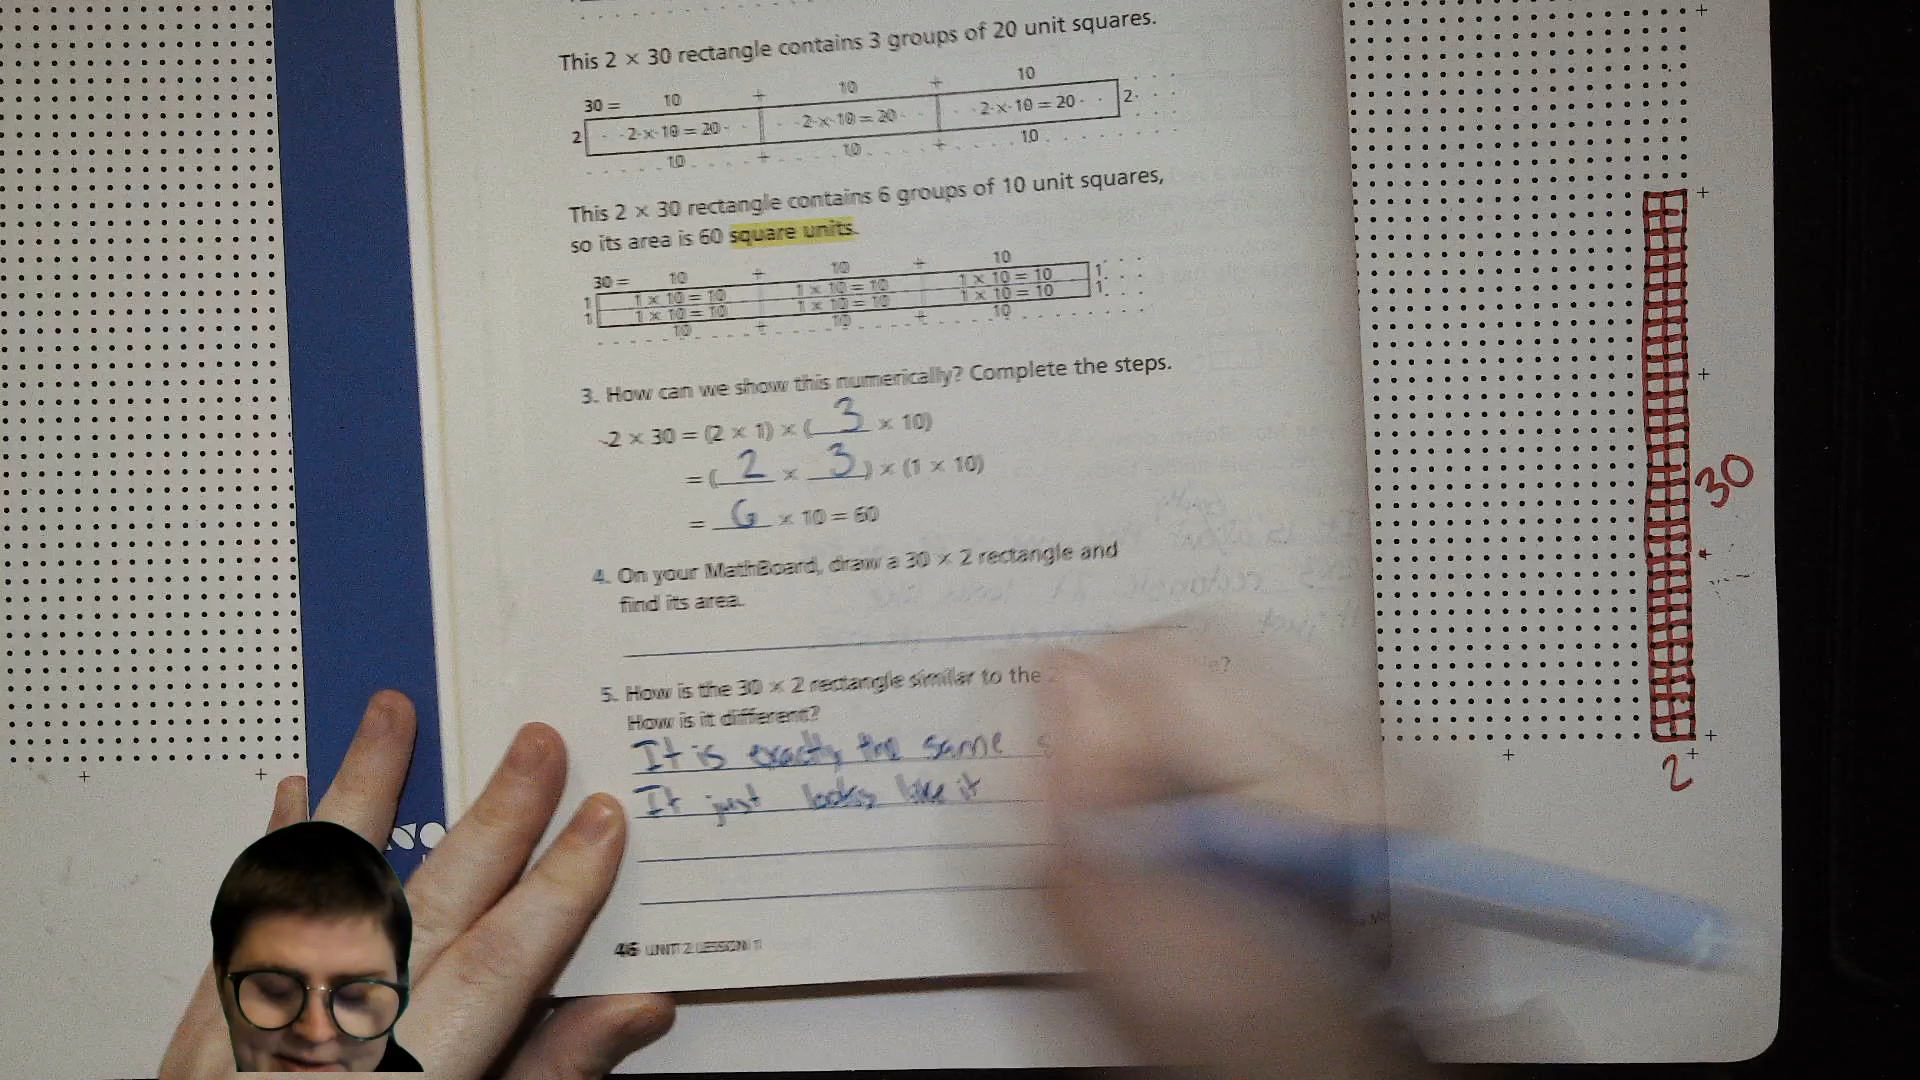 This 2 × 30 rectangle contains 3 groups of 20 unit squares.
30 = 10 + 10 + 10
2 2 × 10 = 20 2 × 10 = 20 2 × 10 = 20 2
10 + 10 + 10
This 2 × 30 rectangle contains 6 groups of 10 unit squares,
so its area is 60 square units.
30 = 10 + 10 + 10
1 1 × 10 = 10 1 × 10 = 10 1 × 10 = 10 1
1 1 × 10 = 10 1 × 10 = 10 1 × 10 = 10 1
10 + 10 + 10
3. How can we show this numerically? Complete the steps.
2 × 30 = (2 × 1) × ( 3 × 10)
= ( 2 × 3 ) × (1 × 10)
= 6 × 10 = 60
4. On your MathBoard, draw a 30 × 2 rectangle and
find its area.
5. How is the 30 × 2 rectangle similar to the 2
How is it different?
It is exactly the same
It just looks like it
46 UNIT 2 LESSON 1
30
2